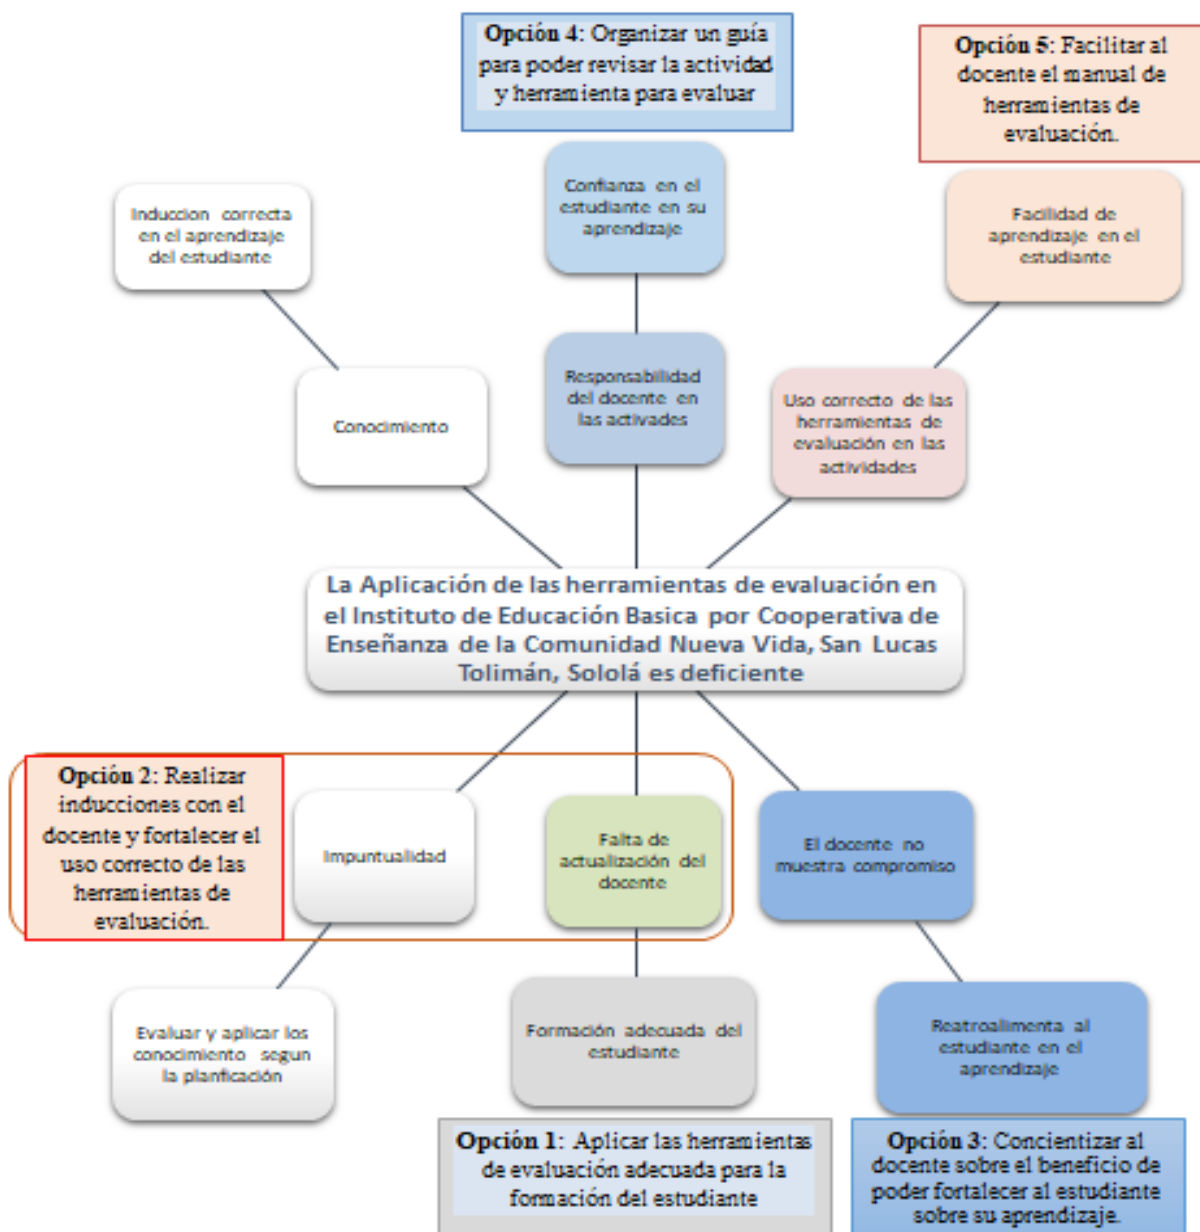 Opción 4: Organizar un guía
para poder revisar la actividad
y herramienta para evaluar
Opción 5: Facilitar al
docente el manual de
herramientas de
evaluación.
Induccion correcta
en el aprendizaje
del estudiante
Confianza en el
estudiante en su
aprendizaje
Facilidad de
aprendizaje en el
estudiante
Conocimiento
Responsabilidad
del docente en
las activades
Uso correcto de las
herramientas de
evaluación en las
actividades
La Aplicación de las herramientas de evaluación en
el Instituto de Educación Basica por Cooperativa de
Enseñanza de la Comunidad Nueva Vida, San Lucas
Tolimán, Sololá es deficiente
Opción 2: Realizar
inducciones con el
docente y fortalecer el
uso correcto de las
herramientas de
evaluación.
Impuntualidad
Falta de
actualización del
docente
El docente no
muestra compromiso
Evaluar y aplicar los
conocimiento segun
la planficación
Formación adecuada del
estudiante
Reatroalimenta al
estudiante en el
aprendizaje
Opción 1: Aplicar las herramientas
de evaluación adecuada para la
formación del estudiante
Opción 3: Concientizar al
docente sobre el beneficio de
poder fortalecer al estudiante
sobre su aprendizaje.